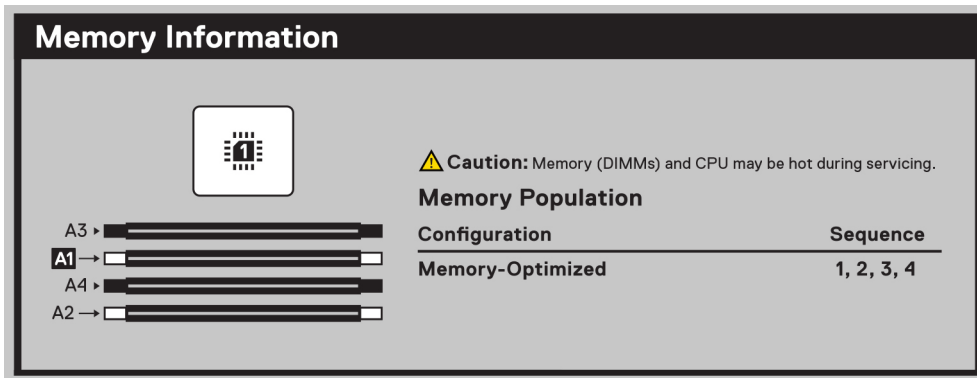 Memory Information
1
Caution: Memory (DIMMs) and CPU may be hot during servicing.
Memory Population
Configuration Sequence
Memory-Optimized 1, 2, 3, 4
A3
A1
A4
A2